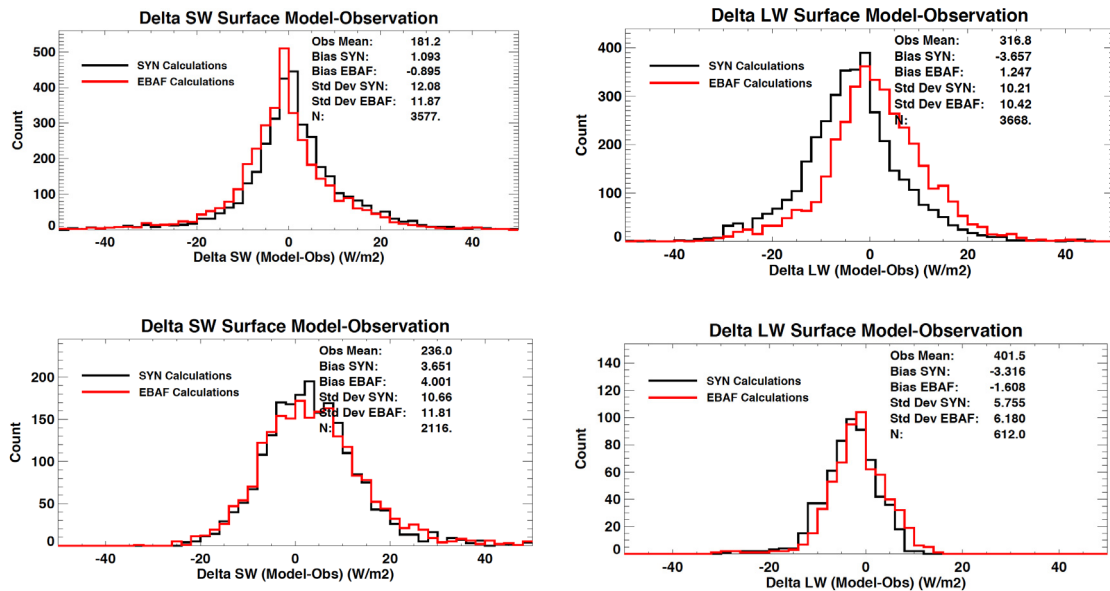 Delta SW Surface Model-Observation
SYN Calculations
EBAF Calculations
Obs Mean: 181.2
Bias SYN: 1.093
Bias EBAF: -0.895
Std Dev SYN: 12.08
Std Dev EBAF: 11.87
N: 3577.
Count
500
400
300
200
100
0
-40 -20 0 20 40
Delta SW (Model-Obs) (W/m2)
Delta LW Surface Model-Observation
SYN Calculations
EBAF Calculations
Obs Mean: 316.8
Bias SYN: -3.657
Bias EBAF: 1.247
Std Dev SYN: 10.21
Std Dev EBAF: 10.42
N: 3668.
Count
400
300
200
100
0
-40 -20 0 20 40
Delta LW (Model-Obs) (W/m2)
Delta SW Surface Model-Observation
SYN Calculations
EBAF Calculations
Obs Mean: 236.0
Bias SYN: 3.651
Bias EBAF: 4.001
Std Dev SYN: 10.66
Std Dev EBAF: 11.81
N: 2116.
Count
200
150
100
50
0
-40 -20 0 20 40
Delta SW (Model-Obs) (W/m2)
Delta LW Surface Model-Observation
SYN Calculations
EBAF Calculations
Obs Mean: 401.5
Bias SYN: -3.316
Bias EBAF: -1.608
Std Dev SYN: 5.755
Std Dev EBAF: 6.180
N: 612.0
Count
140
120
100
80
60
40
20
0
-40 -20 0 20 40
Delta LW (Model-Obs) (W/m2)